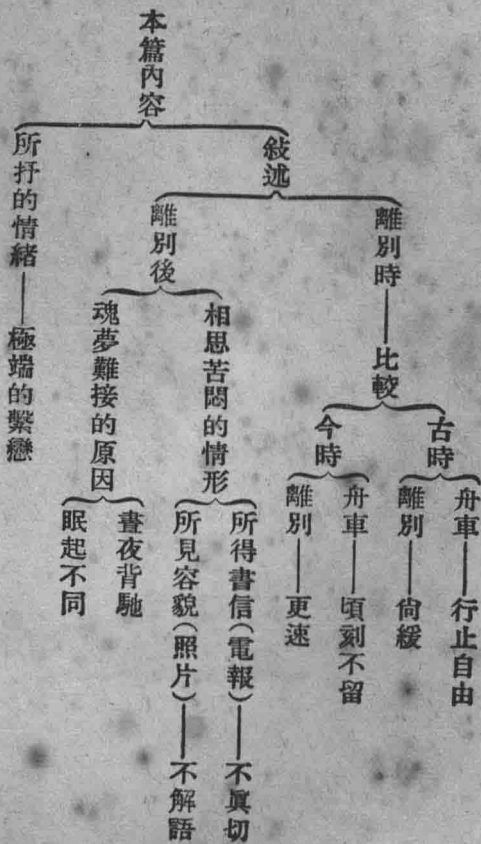 本篇內容
敍述
離別時——比較
古時
舟車——行止自由
離別——尙緩
今時
舟車——頃刻不留
離別——更速
離別後
相思苦悶的情形
所得書信(電報)——不眞切
所見容貌(照片)——不解語
魂夢難接的原因
晝夜背馳
眠起不同
所抒的情緒——極端的繫戀